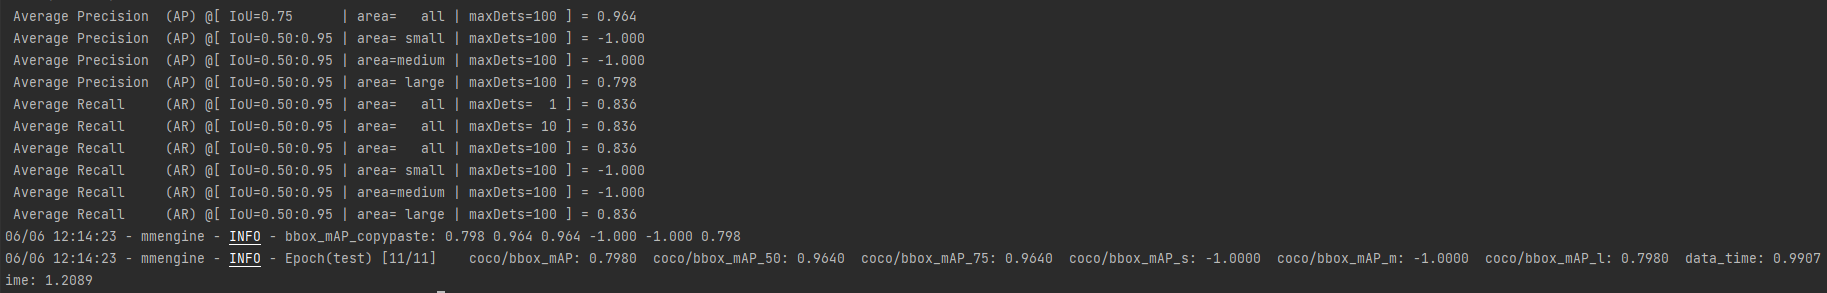 Average Precision  (AP) @[ IoU=0.75      | area=   all | maxDets=100 ] = 0.964
Average Precision  (AP) @[ IoU=0.50:0.95 | area= small | maxDets=100 ] = -1.000
Average Precision  (AP) @[ IoU=0.50:0.95 | area=medium | maxDets=100 ] = -1.000
Average Precision  (AP) @[ IoU=0.50:0.95 | area= large | maxDets=100 ] = 0.798
Average Recall     (AR) @[ IoU=0.50:0.95 | area=   all | maxDets=  1 ] = 0.836
Average Recall     (AR) @[ IoU=0.50:0.95 | area=   all | maxDets= 10 ] = 0.836
Average Recall     (AR) @[ IoU=0.50:0.95 | area=   all | maxDets=100 ] = 0.836
Average Recall     (AR) @[ IoU=0.50:0.95 | area= small | maxDets=100 ] = -1.000
Average Recall     (AR) @[ IoU=0.50:0.95 | area=medium | maxDets=100 ] = -1.000
Average Recall     (AR) @[ IoU=0.50:0.95 | area= large | maxDets=100 ] = 0.836
06/06 12:14:23 - mmengine - INFO - bbox_mAP_copypaste: 0.798 0.964 0.964 -1.000 -1.000 0.798
06/06 12:14:23 - mmengine - INFO - Epoch(test) [11/11]    coco/bbox_mAP: 0.7980  coco/bbox_mAP_50: 0.9640  coco/bbox_mAP_75: 0.9640  coco/bbox_mAP_s: -1.0000  coco/bbox_mAP_m: -1.0000  coco/bbox_mAP_l: 0.7980  data_time: 0.9907
ime: 1.2089